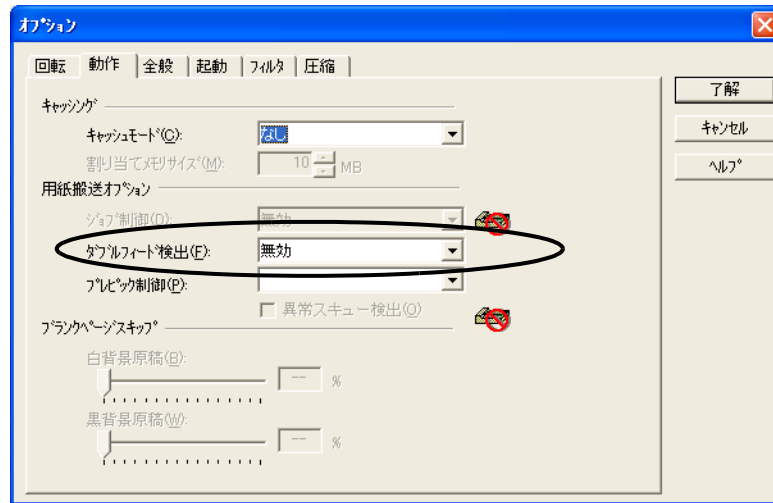 オプション
回転 動作 全般 起動 フィルタ 圧縮
了解
キャンセル
ヘルプ
キャッシング
キャッシュモード(C): なし
割り当てメモリサイズ(M): 10 MB
用紙搬送オプション
ジョブ制御(D): 無効
ダブルフィード検出(F): 無効
プレピック制御(P):
異常スキュー検出(O)
ブランクページスキップ
白背景原稿(B):
-- %
黒背景原稿(W):
-- %